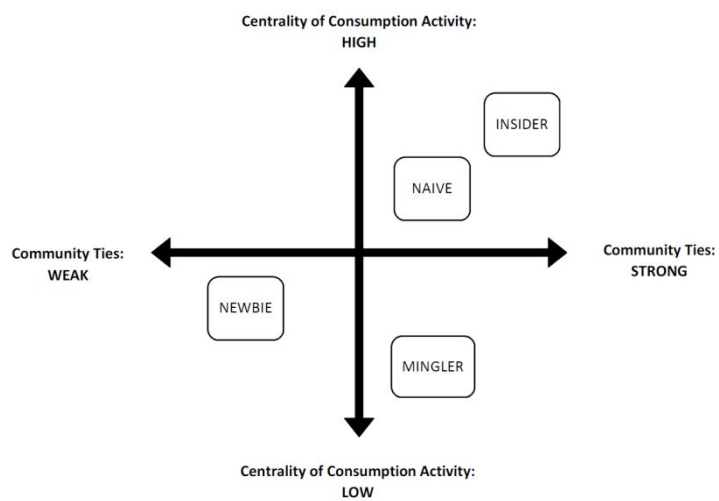 Centrality of Consumption Activity:
HIGH
INSIDER
NAIVE
Community Ties:
WEAK
Community Ties:
STRONG
NEWBIE
MINGLER
Centrality of Consumption Activity:
LOW